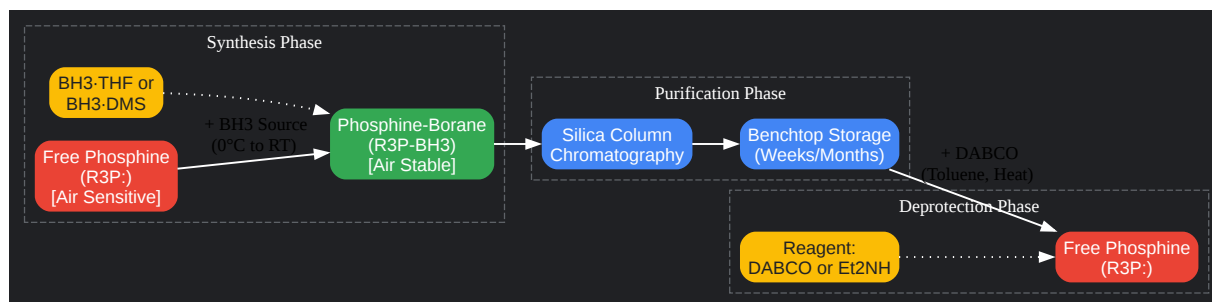 Synthesis Phase
BH3·THF or
BH3·DMS
+ BH3 Source
(0°C to RT)
Free Phosphine
(R3P:)
[Air Sensitive]
Phosphine-Borane
(R3P-BH3)
[Air Stable]
Purification Phase
Silica Column
Chromatography
Benchtop Storage
(Weeks/Months)
+ DABCO
(Toluene, Heat)
Deprotection Phase
Reagent:
DABCO or Et2NH
Free Phosphine
(R3P:)